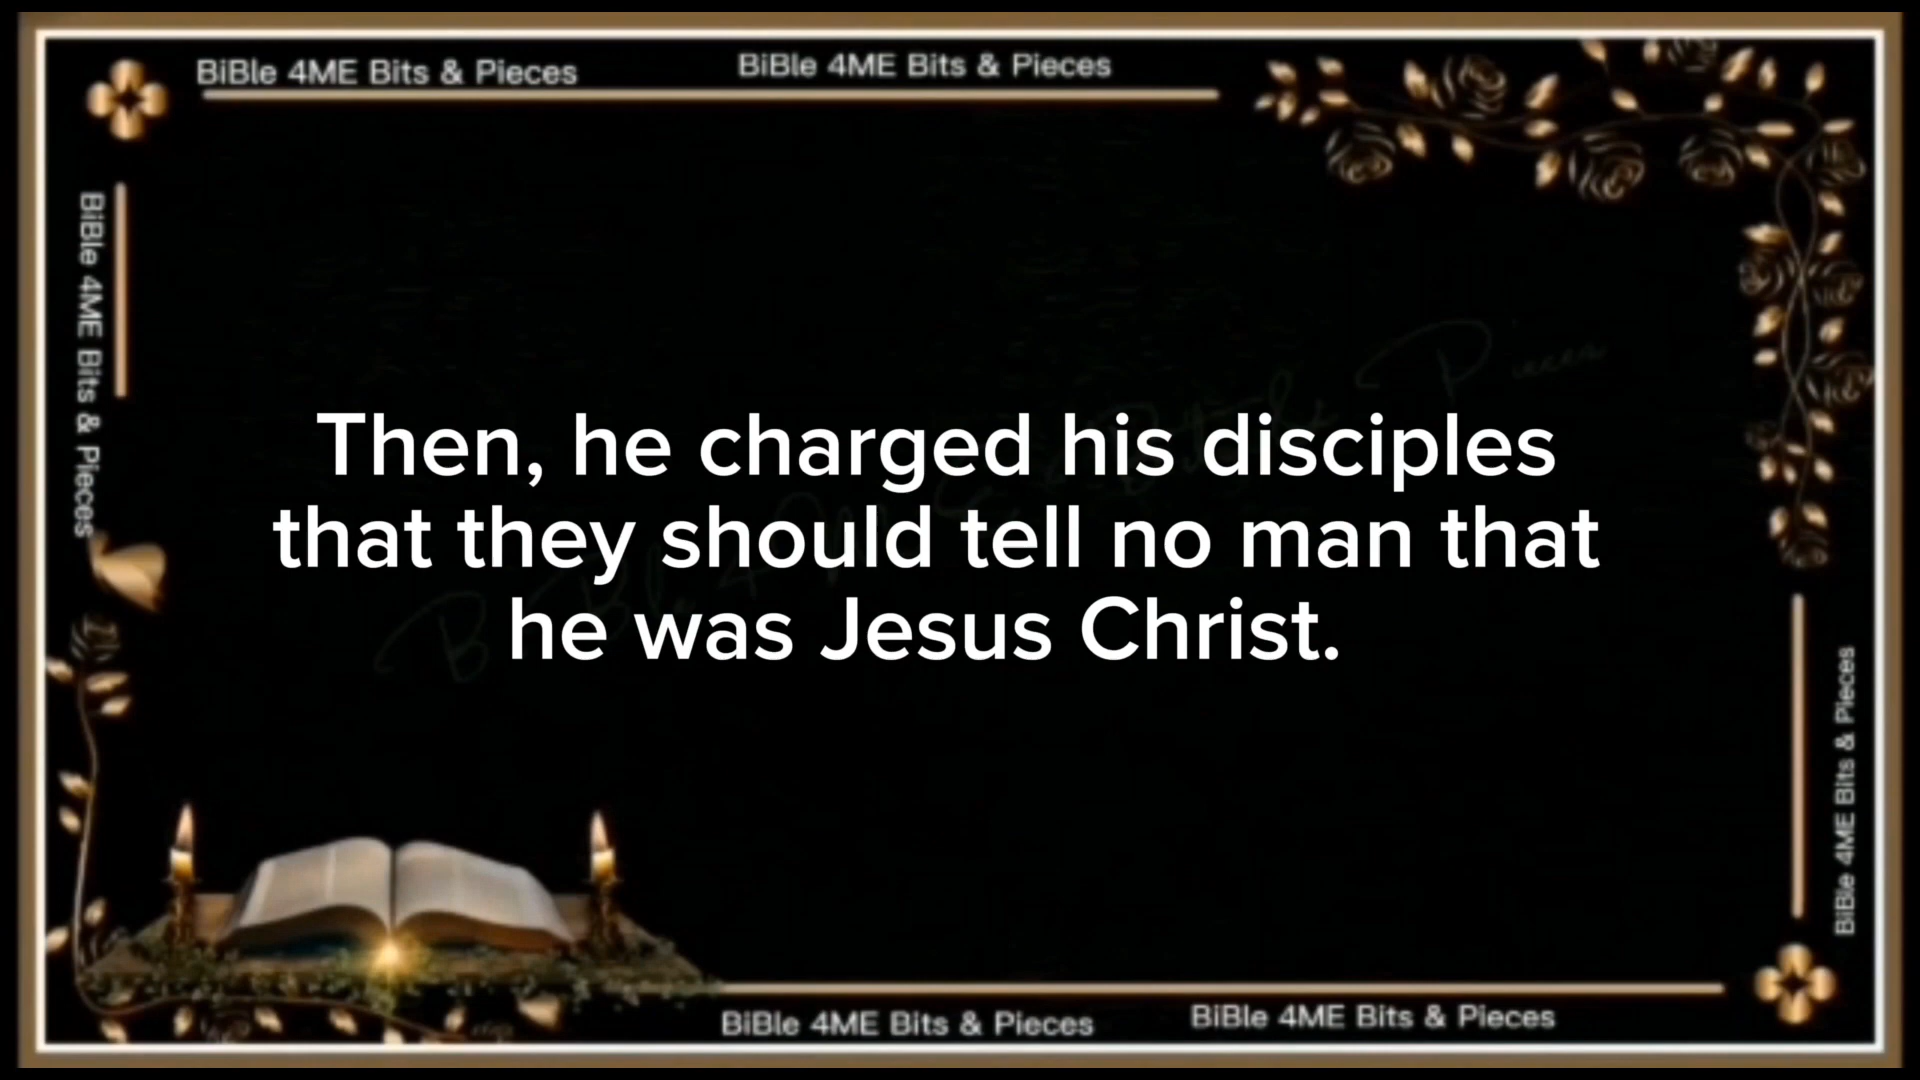 BiBle 4ME Bits & Pieces
BiBle 4ME Bits & Pieces
BiBle 4ME Bits & Pieces
Then, he charged his disciples
that they should tell no man that
he was Jesus Christ.
BiBle 4ME Bits & Pieces
BiBle 4ME Bits & Pieces
BiBle 4ME Bits & Pieces